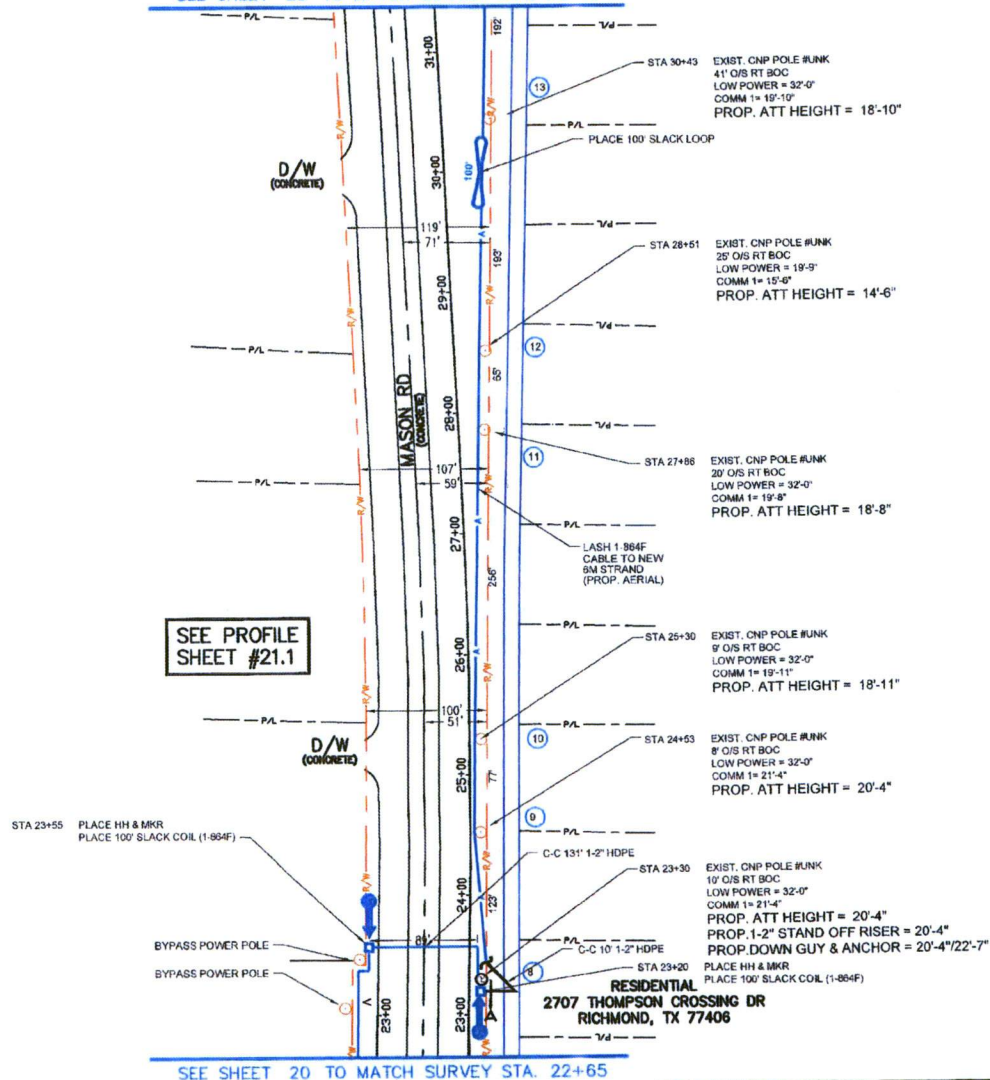 P/L
192'
P/L
31+00
STA 30+43
EXIST. CNP POLE #UNK
41' O/S RT BOC
LOW POWER = 32'-0"
COMM 1= 19'-10"
PROP. ATT HEIGHT = 18'-10"
13
R/W
R/W
P/L
PLACE 100' SLACK LOOP
D/W
(CONCRETE)
30+00
100'
119'
A
P/L
71'
193'
STA 28+51
EXIST. CNP POLE #UNK
25' O/S RT BOC
LOW POWER = 19'-9"
COMM 1= 15'-6"
PROP. ATT HEIGHT = 14'-6"
29+00
R/W
R/W
P/L
P/L
12
65'
MASON RD
(CONCRETE)
28+00
P/L
11
STA 27+86
EXIST. CNP POLE #UNK
20' O/S RT BOC
LOW POWER = 32'-0"
COMM 1= 19'-8"
PROP. ATT HEIGHT = 18'-8"
107'
P/L
59'
R/W
R/W
A
27+00
P/L
LASH 1-864F
CABLE TO NEW
6M STRAND
(PROP. AERIAL)
256'
SEE PROFILE
SHEET #21.1
26+00
A
R/W
R/W
P/L
STA 25+30
EXIST. CNP POLE #UNK
9' O/S RT BOC
LOW POWER = 32'-0"
COMM 1= 19'-11"
PROP. ATT HEIGHT = 18'-11"
100'
P/L
51'
P/L
10
D/W
(CONCRETE)
25+00
77'
STA 24+53
EXIST. CNP POLE #UNK
8' O/S RT BOC
LOW POWER = 32'-0"
COMM 1= 21'-4"
PROP. ATT HEIGHT = 20'-4"
9
P/L
STA 23+55
PLACE HH & MKR
PLACE 100' SLACK COIL (1-864F)
C-C 131' 1-2" HDPE
R/W
24+00
123'
STA 23+30
EXIST. CNP POLE #UNK
10' O/S RT BOC
LOW POWER = 32'-0"
COMM 1= 21'-4"
PROP. ATT HEIGHT = 20'-4"
PROP.1-2" STAND OFF RISER = 20'-4"
PROP.DOWN GUY & ANCHOR = 20'-4"/22'-7"
P/L
BYPASS POWER POLE
C-C 10' 1-2" HDPE
8
STA 23+20
PLACE HH & MKR
PLACE 100' SLACK COIL (1-864F)
BYPASS POWER POLE
23+00
23+00
RESIDENTIAL
2707 THOMPSON CROSSING DR
RICHMOND, TX 77406
R/W
R/W
P/L
SEE SHEET 20 TO MATCH SURVEY STA. 22+65